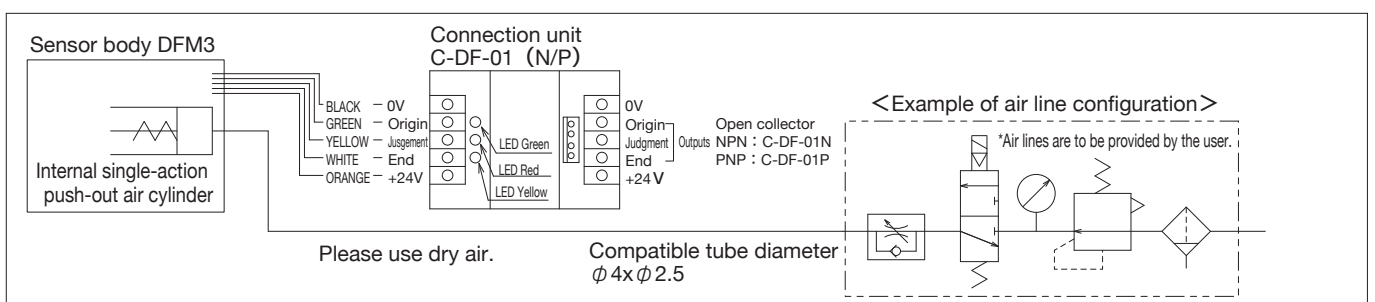 Sensor body DFM3
Internal single-action
push-out air cylinder
BLACK － 0V
GREEN － Origin
YELLOW － Jusgement
WHITE － End
ORANGE － +24V
Connection unit
C-DF-01 (N/P)
LED Green
LED Red
LED Yellow
0V
Origin
Judgment
End
+24V
Outputs
Open collector
NPN：C-DF-01N
PNP：C-DF-01P
＜Example of air line configuration＞
*Air lines are to be provided by the user.
Please use dry air.
Compatible tube diameter
φ4xφ2.5